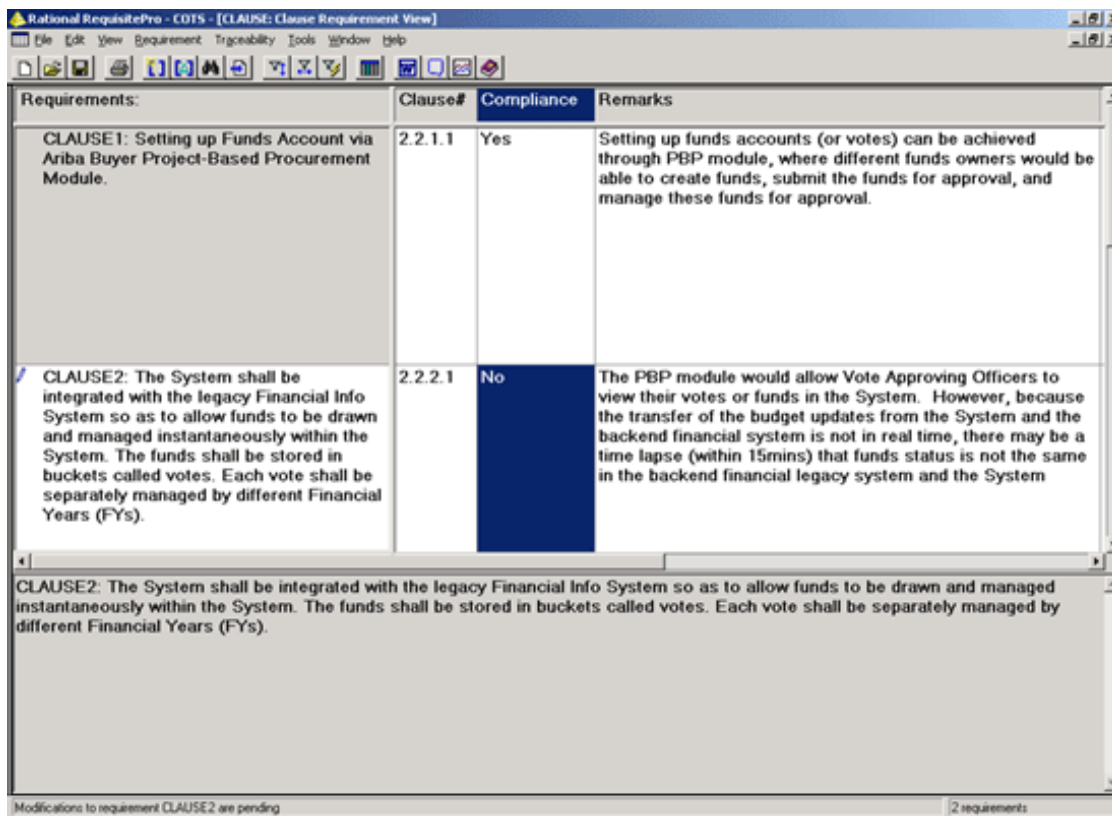 Rational RequisitePro - COTS - [CLAUSE: Clause Requirement View]
File Edit View Requirement Traceability Tools Window Help
Requirements: Clause# Compliance Remarks
CLAUSE1: Setting up Funds Account via
Ariba Buyer Project-Based Procurement
Module.
2.2.1.1
Yes
Setting up funds accounts (or votes) can be achieved
through PBP module, where different funds owners would be
able to create funds, submit the funds for approval, and
manage these funds for approval.
CLAUSE2: The System shall be
integrated with the legacy Financial Info
System so as to allow funds to be drawn
and managed instantaneously within the
System. The funds shall be stored in
buckets called votes. Each vote shall be
separately managed by different Financial
Years (FYs).
2.2.2.1
No
The PBP module would allow Vote Approving Officers to
view their votes or funds in the System. However, because
the transfer of the budget updates from the System and the
backend financial system is not in real time, there may be a
time lapse (within 15mins) that funds status is not the same
in the backend financial legacy system and the System
CLAUSE2: The System shall be integrated with the legacy Financial Info System so as to allow funds to be drawn and managed
instantaneously within the System. The funds shall be stored in buckets called votes. Each vote shall be separately managed by
different Financial Years (FYs).
Modifications to requirement CLAUSE2 are pending
2 requirements